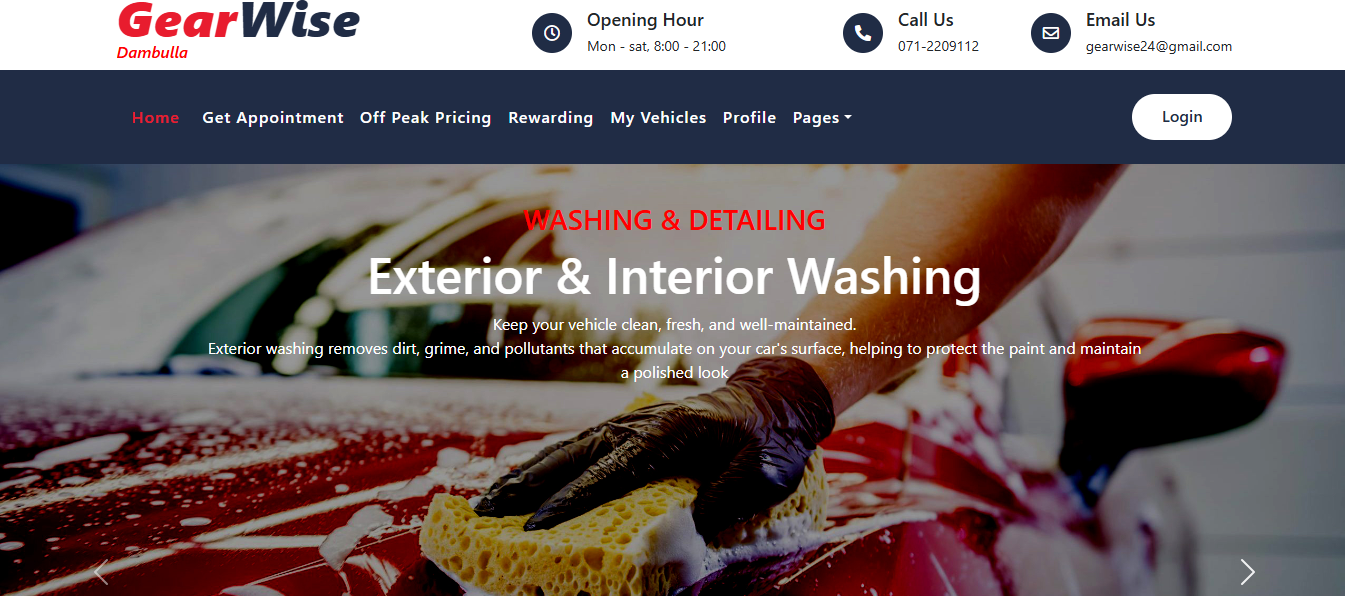 GearWise
Dambulla
Opening Hour
Mon - sat, 8:00 - 21:00
Call Us
071-2209112
Email Us
gearwise24@gmail.com
Home Get Appointment Off Peak Pricing Rewarding My Vehicles Profile Pages Login
WASHING & DETAILING
Exterior & Interior Washing
Keep your vehicle clean, fresh, and well-maintained.
Exterior washing removes dirt, grime, and pollutants that accumulate on your car's surface, helping to protect the paint and maintain
a polished look